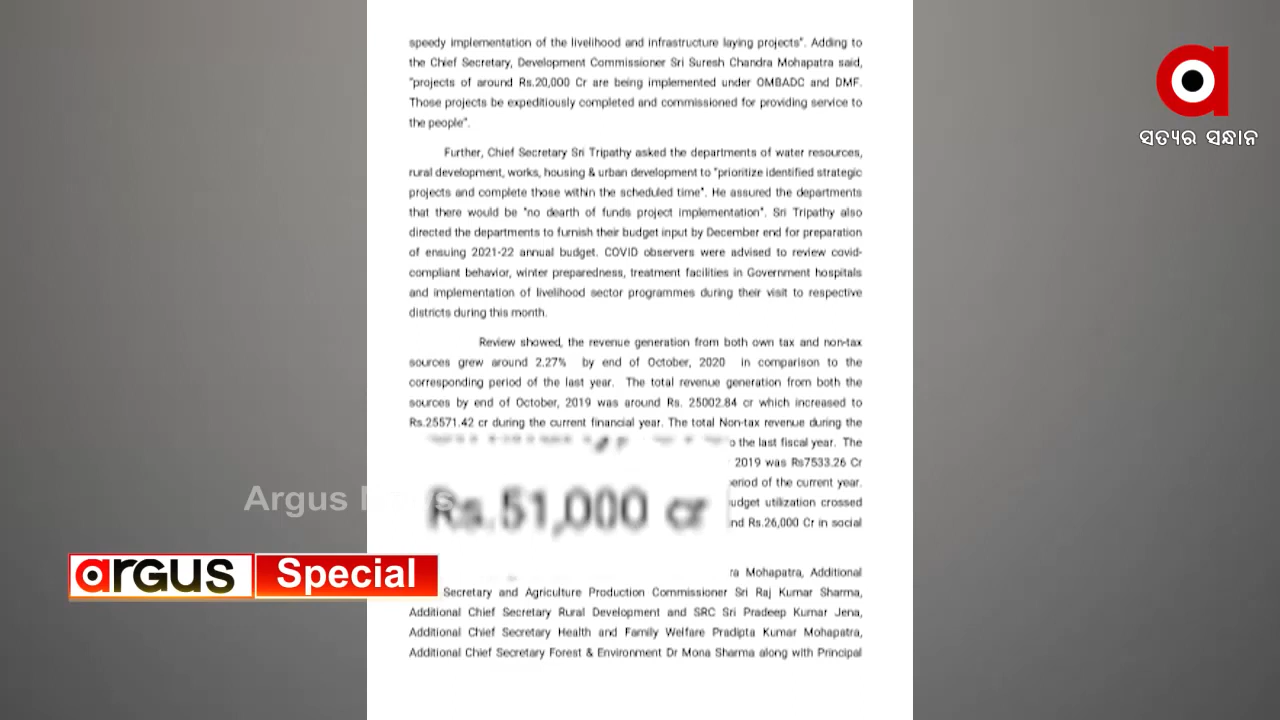 speedy implementation of the livelihood and infrastructure laying projects". Adding to
the Chief Secretary, Development Commissioner Sri Suresh Chandra Mohapatra said,
"projects of around Rs.20,000 Cr are being implemented under OMBADC and DMF.
Those projects be expeditiously completed and commissioned for providing service to
the people".
Further, Chief Secretary Sri Tripathy asked the departments of water resources,
rural development, works, housing & urban development to "prioritize identified strategic
projects and complete those within the scheduled time". He assured the departments
that there would be "no dearth of funds project implementation". Sri Tripathy also
directed the departments to furnish their budget input by December end for preparation
of ensuing 2021-22 annual budget. COVID observers were advised to review covid-
compliant behavior, winter preparedness, treatment facilities in Government hospitals
and implementation of livelihood sector programmes during their visit to respective
districts during this month.
Review showed, the revenue generation from both own tax and non-tax
sources grew around 2.27% by end of October, 2020 in comparison to the
corresponding period of the last year. The total revenue generation from both the
sources by end of October, 2019 was around Rs. 25002.84 cr which increased to
Rs.25571.42 cr during the current financial year. The total Non-tax revenue during the
o the last fiscal year. The
2019 was Rs7533.26 Cr
eriod of the current year.
udget utilization crossed
nd Rs.26,000 Cr in social
Rs.51,000 cr
ra Mohapatra, Additional
Secretary and Agriculture Production Commissioner Sri Raj Kumar Sharma,
Additional Chief Secretary Rural Development and SRC Sri Pradeep Kumar Jena,
Additional Chief Secretary Health and Family Welfare Pradipta Kumar Mohapatra,
Additional Chief Secretary Forest & Environment Dr Mona Sharma along with Principal
a
ସତ୍ୟର ସନ୍ଧାନ
Argus News
argus Special